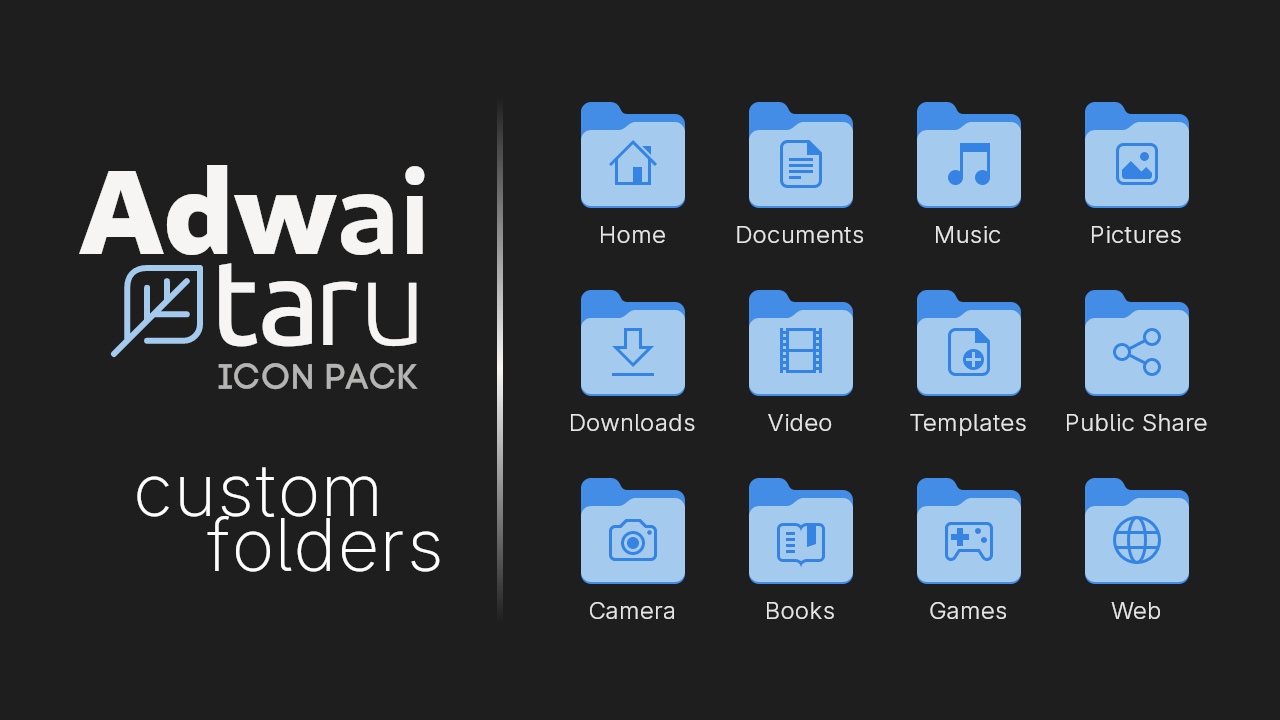 Adwai
taru
ICON PACK
custom
folders
Home
Documents
Music
Pictures
Downloads
Video
Templates
Public Share
Camera
Books
Games
Web